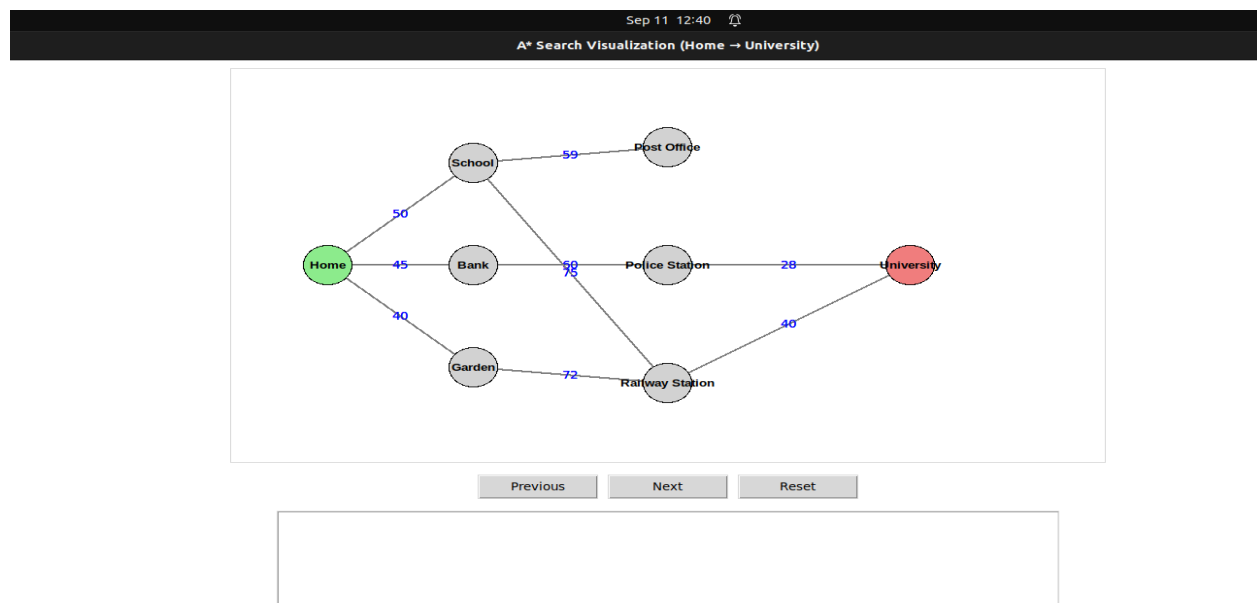 Sep 11 12:40
A* Search Visualization (Home → University)
Post Office
59
School
50
Home
45
Bank
60
75
Police Station
28
University
40
40
Garden
72
Railway Station
Previous
Next
Reset